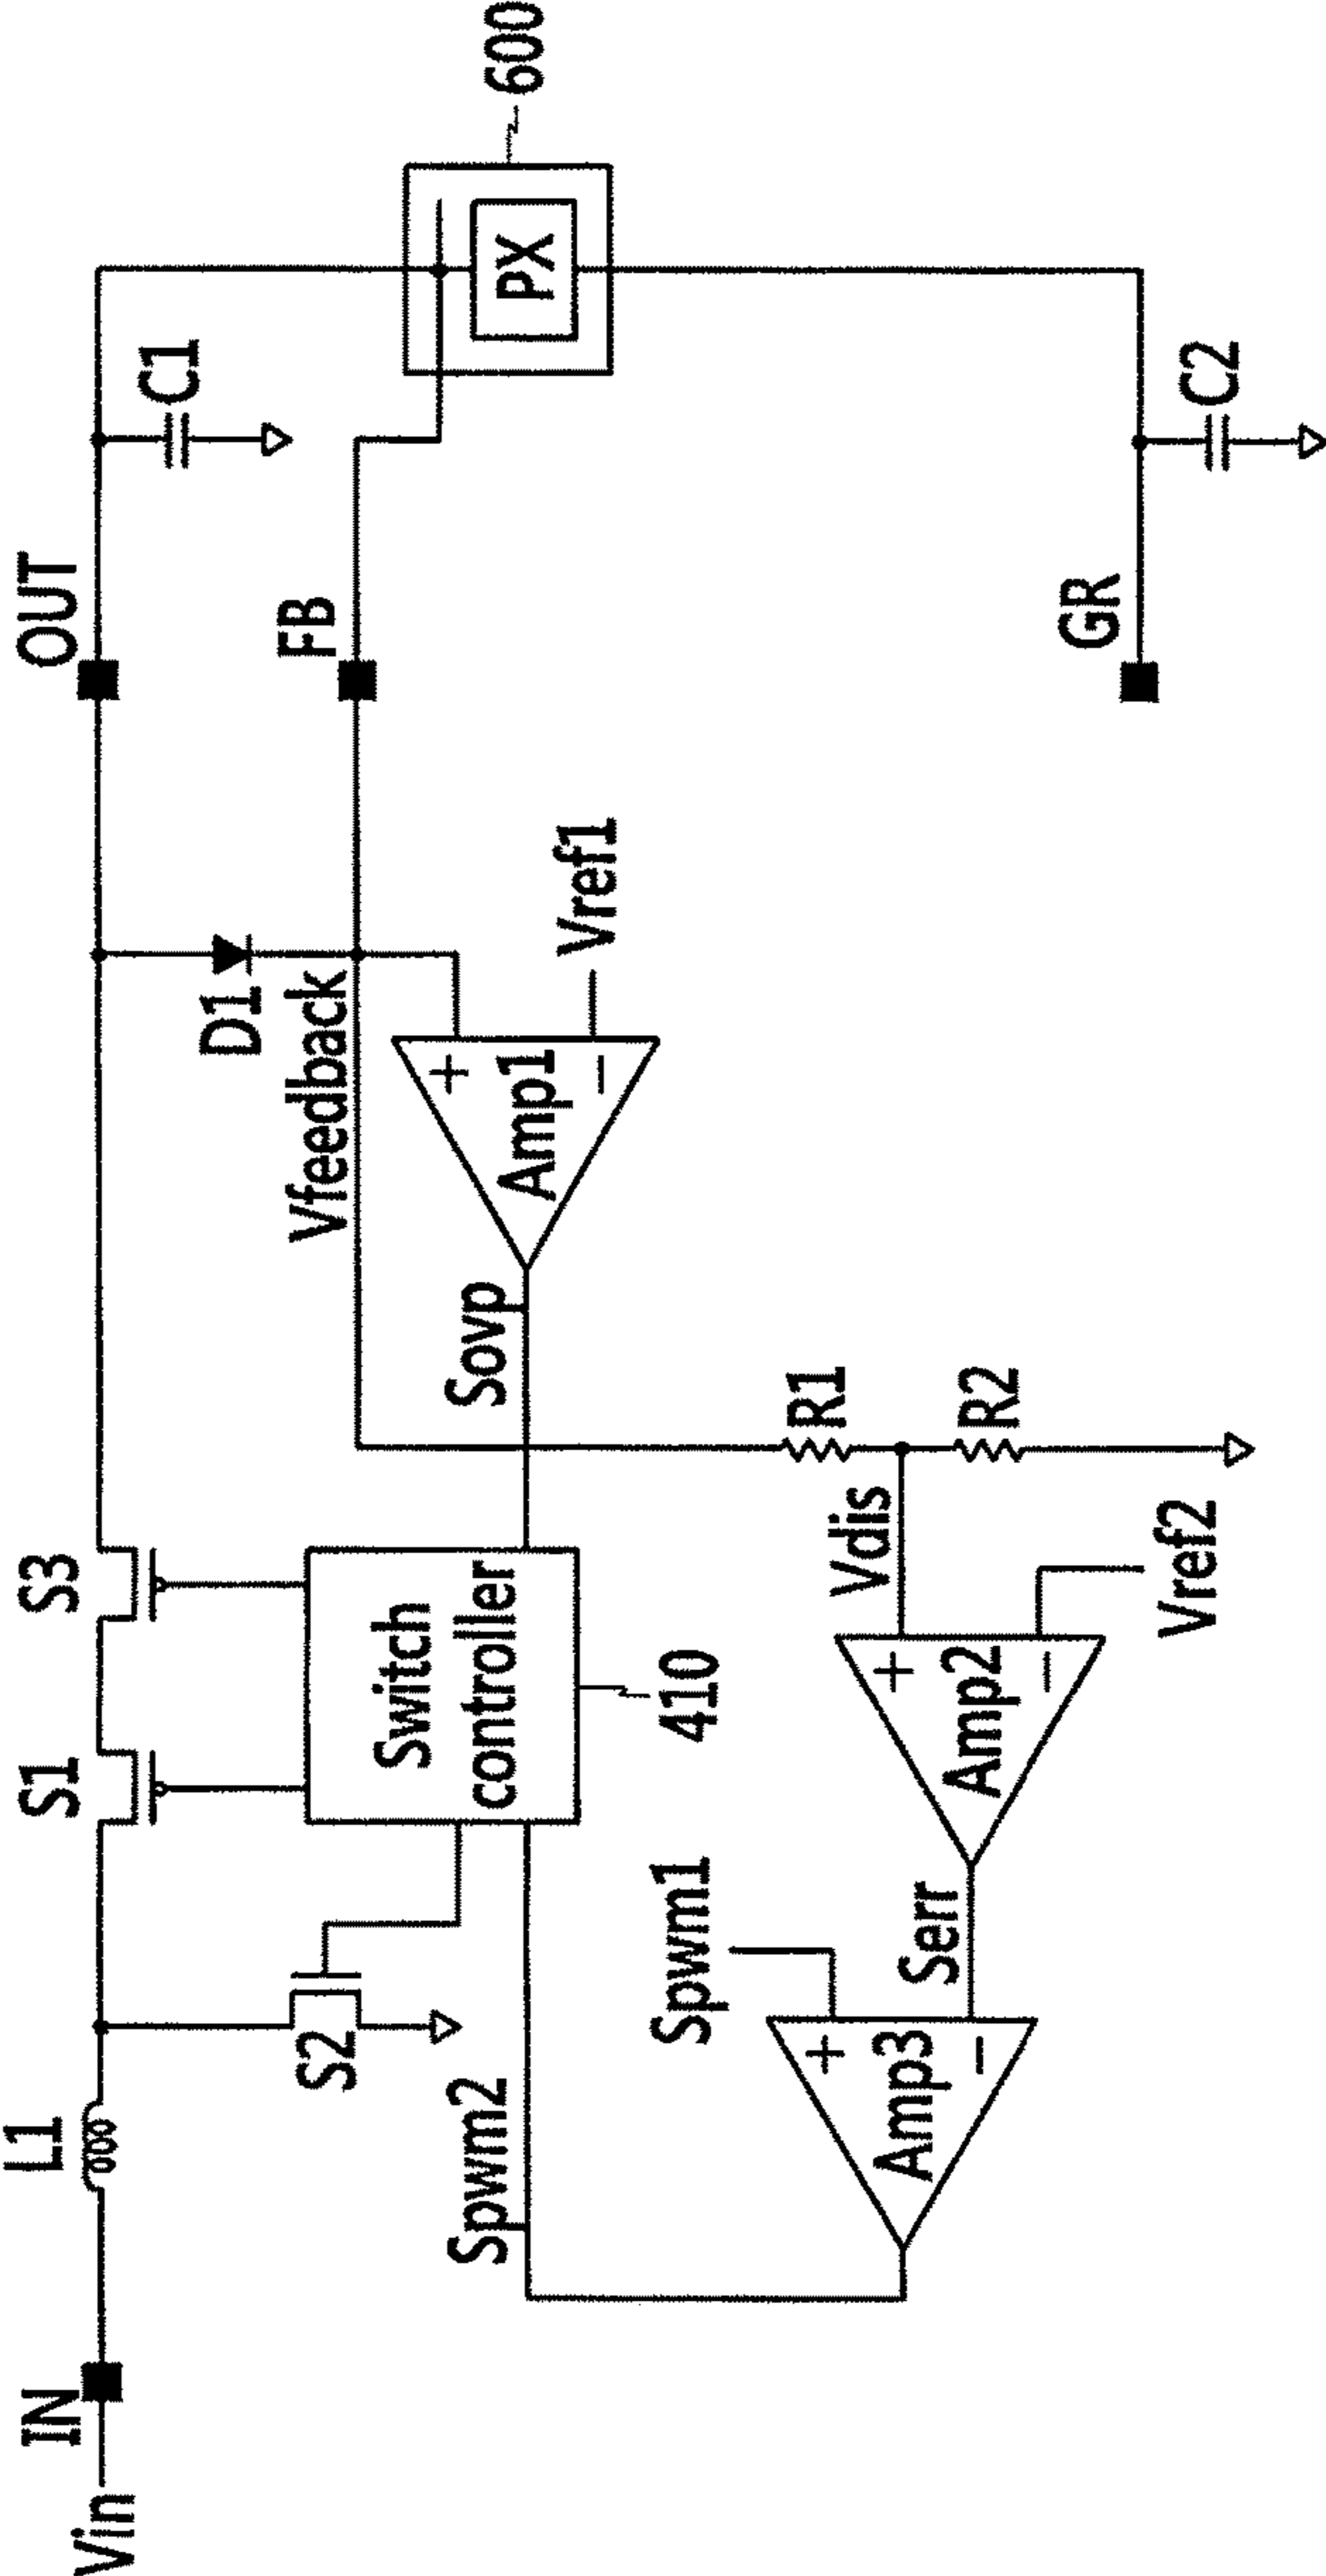 Vin
IN
L1
S1
S3
OUT
C1
S2
D1
FB
Switch
controller
Vfeedback
600
PX
Spwm2
Sovp
+
Amp1
−
Vref1
410
Spwm1
R1
Vdis
+
Amp3
−
Serr
+
Amp2
−
R2
Vref2
GR
C2